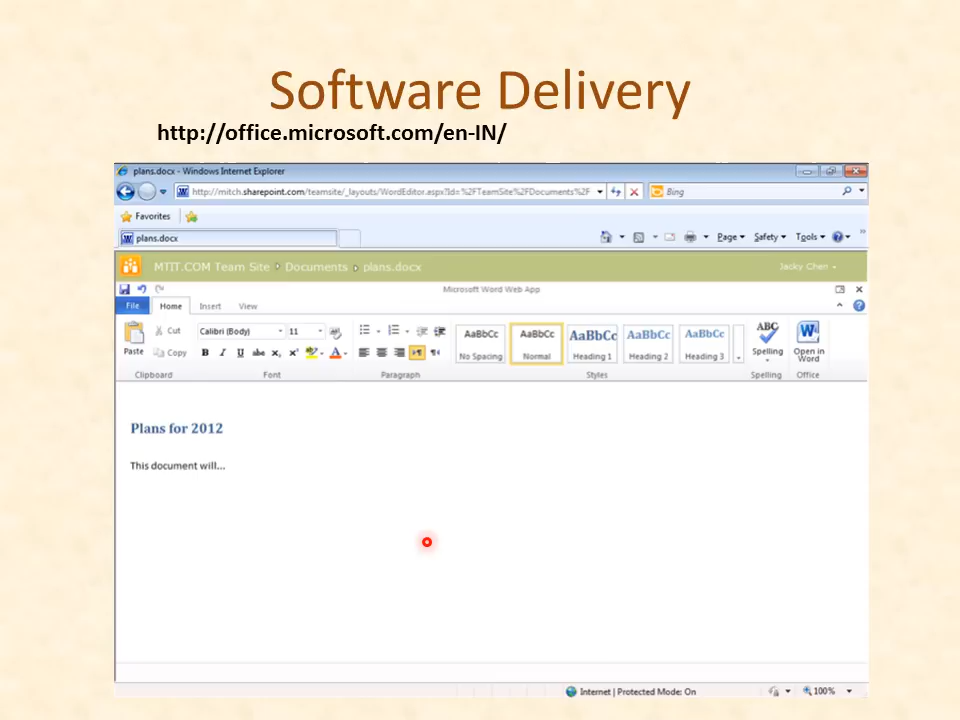 Software Delivery
http://office.microsoft.com/en-IN/
plans.docx - Windows Internet Explorer
http://mitch.sharepoint.com/teamsite/_layouts/WordEditor.aspx?Id=%2FTeamSite%2FDocuments%2F
Bing
Favorites
plans.docx
Page Safety Tools
MTIT.COM Team Site Documents plans.docx
Jacky Chen
Microsoft Word Web App
File Home Insert View
Paste Cut Copy
Calibri (Body) 11
B I U abc x, x'
AaBbCc AaBbCc AaBbCc AaBbCc AaBbCc
No Spacing Normal Heading 1 Heading 2 Heading 3
ABC Spelling
Open in Word
Clipboard Font Paragraph Styles Spelling Office
Plans for 2012
This document will...
Internet | Protected Mode: On
100%